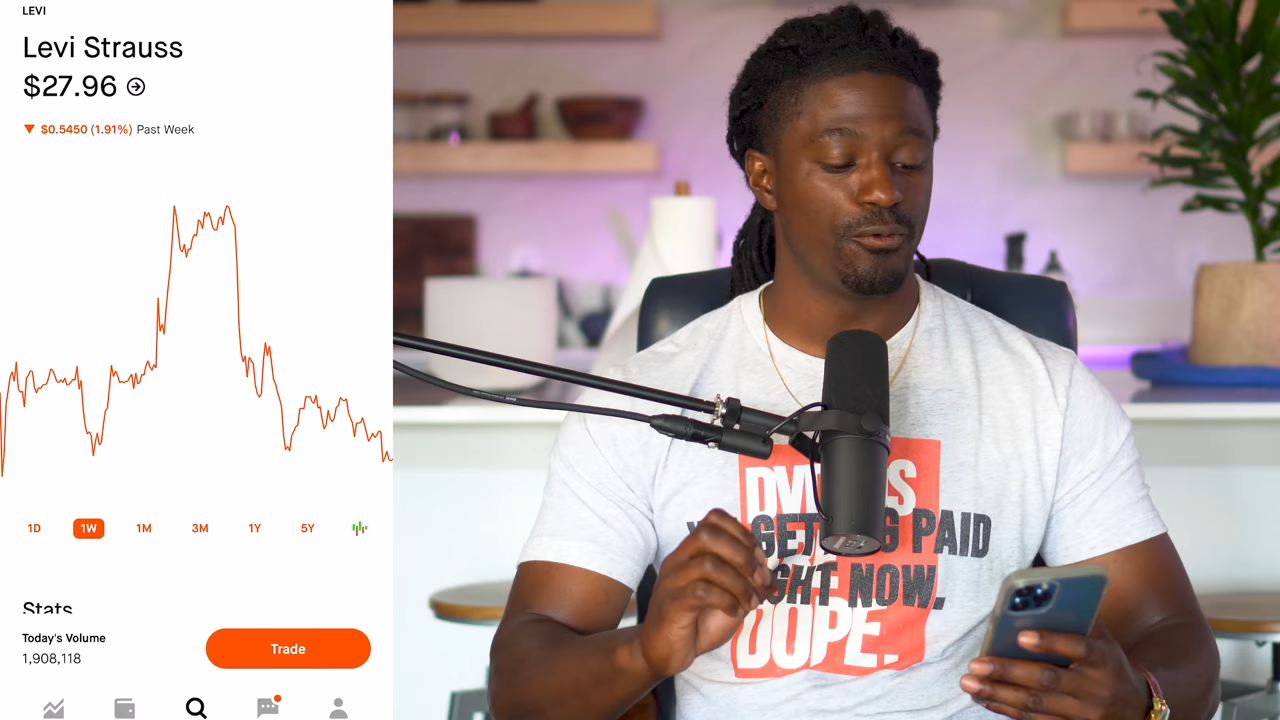 LEVI
Levi Strauss
$27.96
$0.5450 (1.91%) Past Week
1D 1W 1M 3M 1Y 5Y
Stats
Today's Volume
1,908,118
Trade
PAID
NOW.
DOPE.